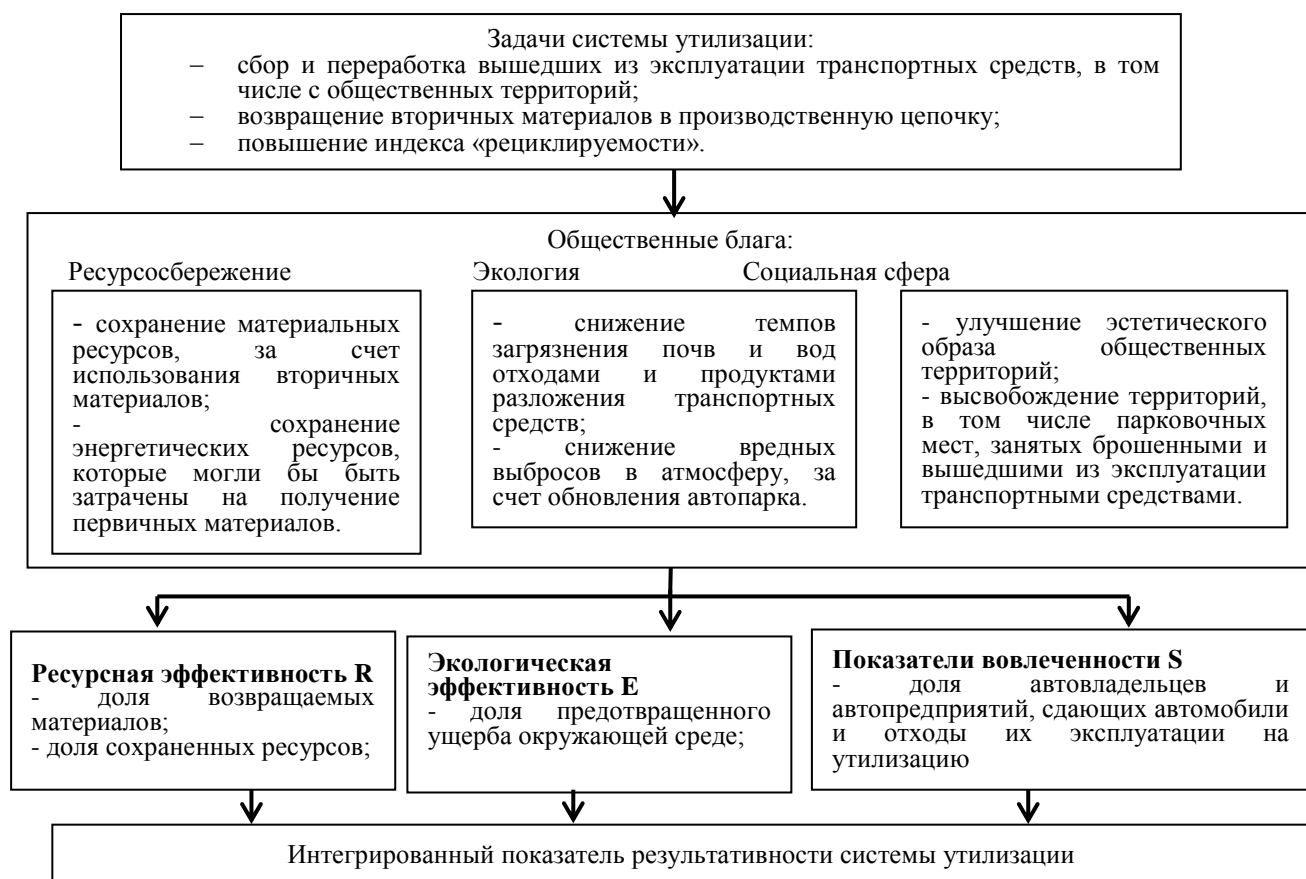 Задачи системы утилизации:
– сбор и переработка вышедших из эксплуатации транспортных средств, в том
числе с общественных территорий;
– возвращение вторичных материалов в производственную цепочку;
– повышение индекса «рециклируемости».
Общественные блага:
Ресурсосбережение Экология Социальная сфера
- сохранение материальных
ресурсов, за счет
использования вторичных
материалов;
- сохранение
энергетических ресурсов,
которые могли бы быть
затрачены на получение
первичных материалов.
- снижение темпов
загрязнения почв и вод
отходами и продуктами
разложения транспортных
средств;
- снижение вредных
выбросов в атмосферу, за
счет обновления автопарка.
- улучшение эстетического
образа общественных
территорий;
- высвобождение территорий,
в том числе парковочных
мест, занятых брошенными и
вышедшими из эксплуатации
транспортными средствами.
Ресурсная эффективность R
- доля возвращаемых
материалов;
- доля сохраненных ресурсов;
Экологическая
эффективность E
- доля предотвращенного
ущерба окружающей среде;
Показатели вовлеченности S
- доля автовладельцев и
автопредприятий, сдающих автомобили
и отходы их эксплуатации на
утилизацию
Интегрированный показатель результативности системы утилизации